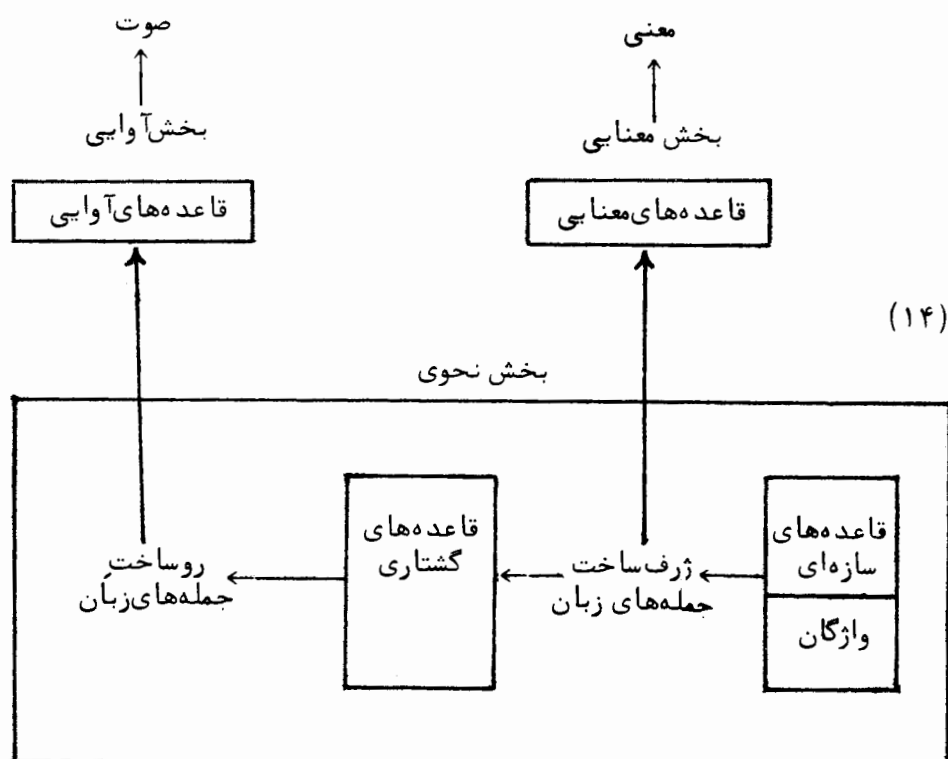 معنی
صوت
بخش معنایی
بخش آوایی
قاعده‌های معنایی
قاعده‌های آوایی
(۱۴)
بخش نحوی
قاعده‌های
سازه‌ای
واژگان
ژرف‌ساخت
جمله‌های زبان
قاعده‌های
گشتاری
روساخت
جمله‌های زبان